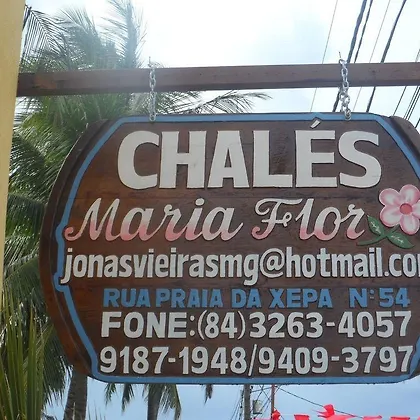 CHALÉS
Maria Flor
jonasvieirasmg@hotmail.com
RUA PRAIA DA XEPA Nº 54
FONE:(84)3263-4057
9187-1948/9409-3797